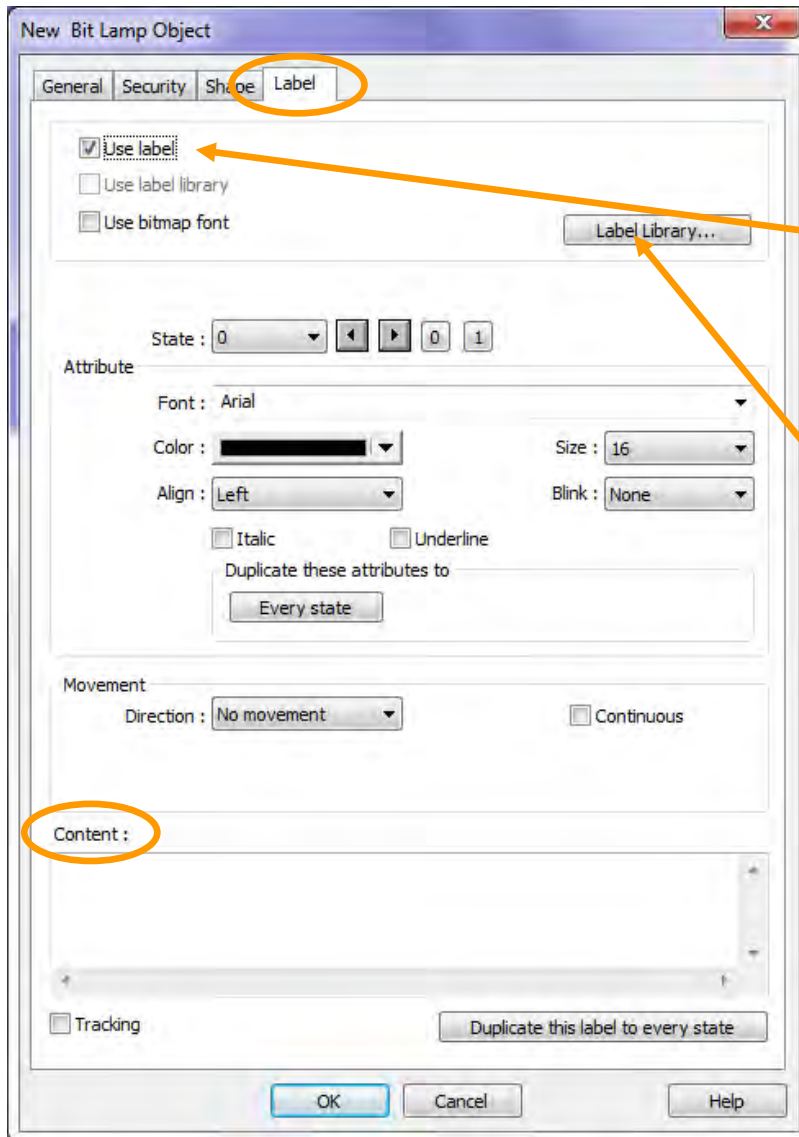 New Bit Lamp Object
General Security Shape Label
Use label
Use label library
Use bitmap font
Label Library...
State : 0 0 1
Attribute
Font : Arial
Color : Size : 16
Align : Left Blink : None
Italic Underline
Duplicate these attributes to
Every state
Movement
Direction : No movement Continuous
Content :
Tracking Duplicate this label to every state
OK Cancel Help